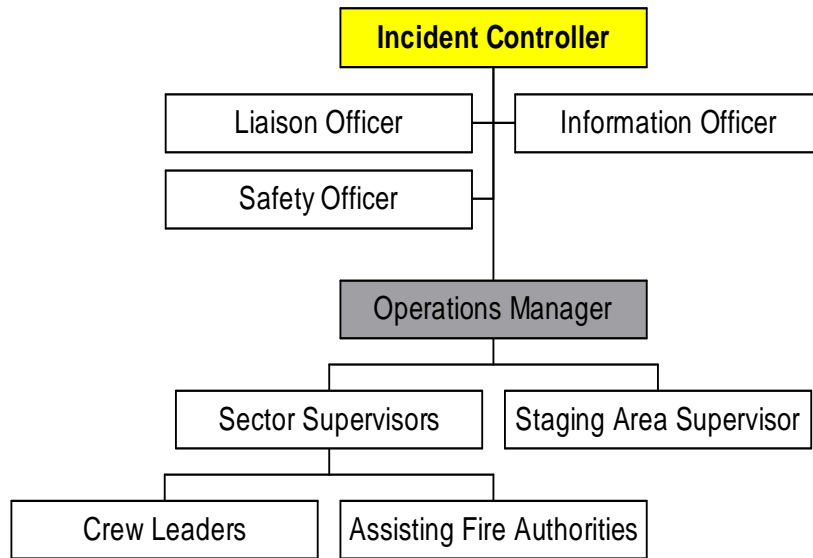 Incident Controller
Liaison Officer
Information Officer
Safety Officer
Operations Manager
Sector Supervisors
Staging Area Supervisor
Crew Leaders
Assisting Fire Authorities